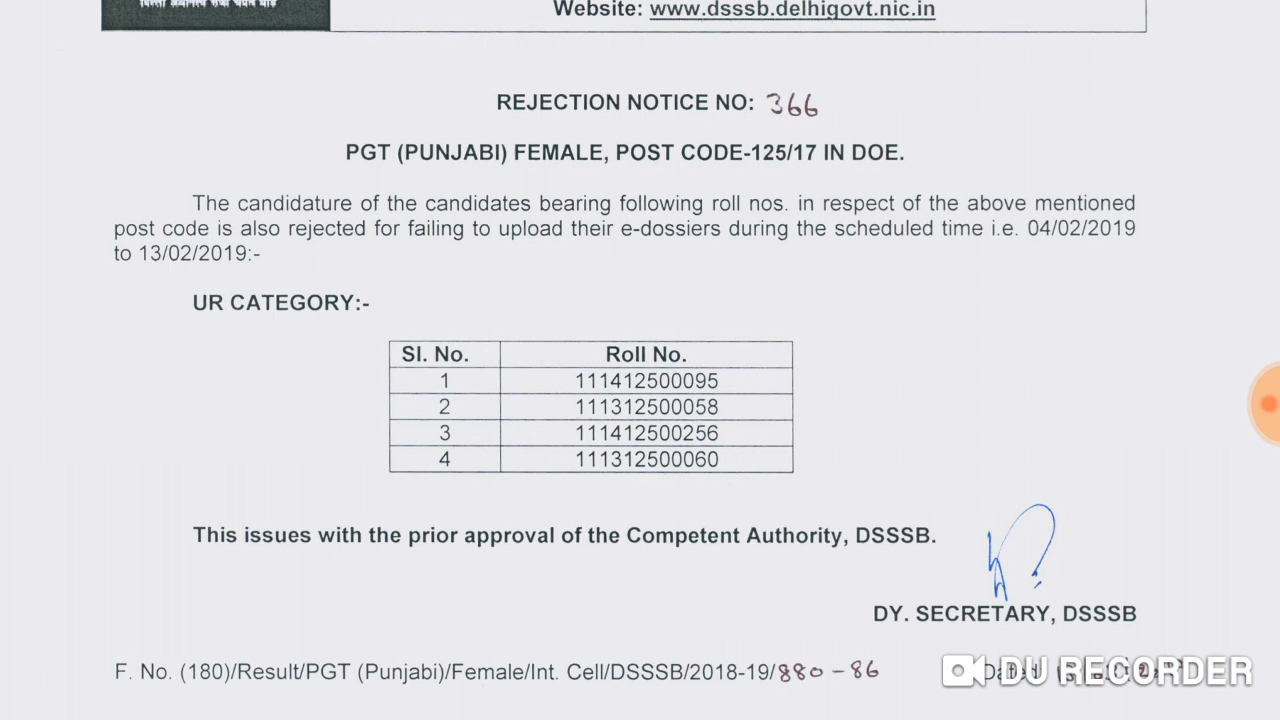 Website: www.dsssb.delhigovt.nic.in
REJECTION NOTICE NO: 366
PGT (PUNJABI) FEMALE, POST CODE-125/17 IN DOE.
The candidature of the candidates bearing following roll nos. in respect of the above mentioned
post code is also rejected for failing to upload their e-dossiers during the scheduled time i.e. 04/02/2019
to 13/02/2019:-
UR CATEGORY:-
Sl. No. Roll No.
1 111412500095
2 111312500058
3 111412500256
4 111312500060
This issues with the prior approval of the Competent Authority, DSSSB.
DY. SECRETARY, DSSSB
F. No. (180)/Result/PGT (Punjabi)/Female/Int. Cell/DSSSB/2018-19/880-86 Dated
DU RECORDER